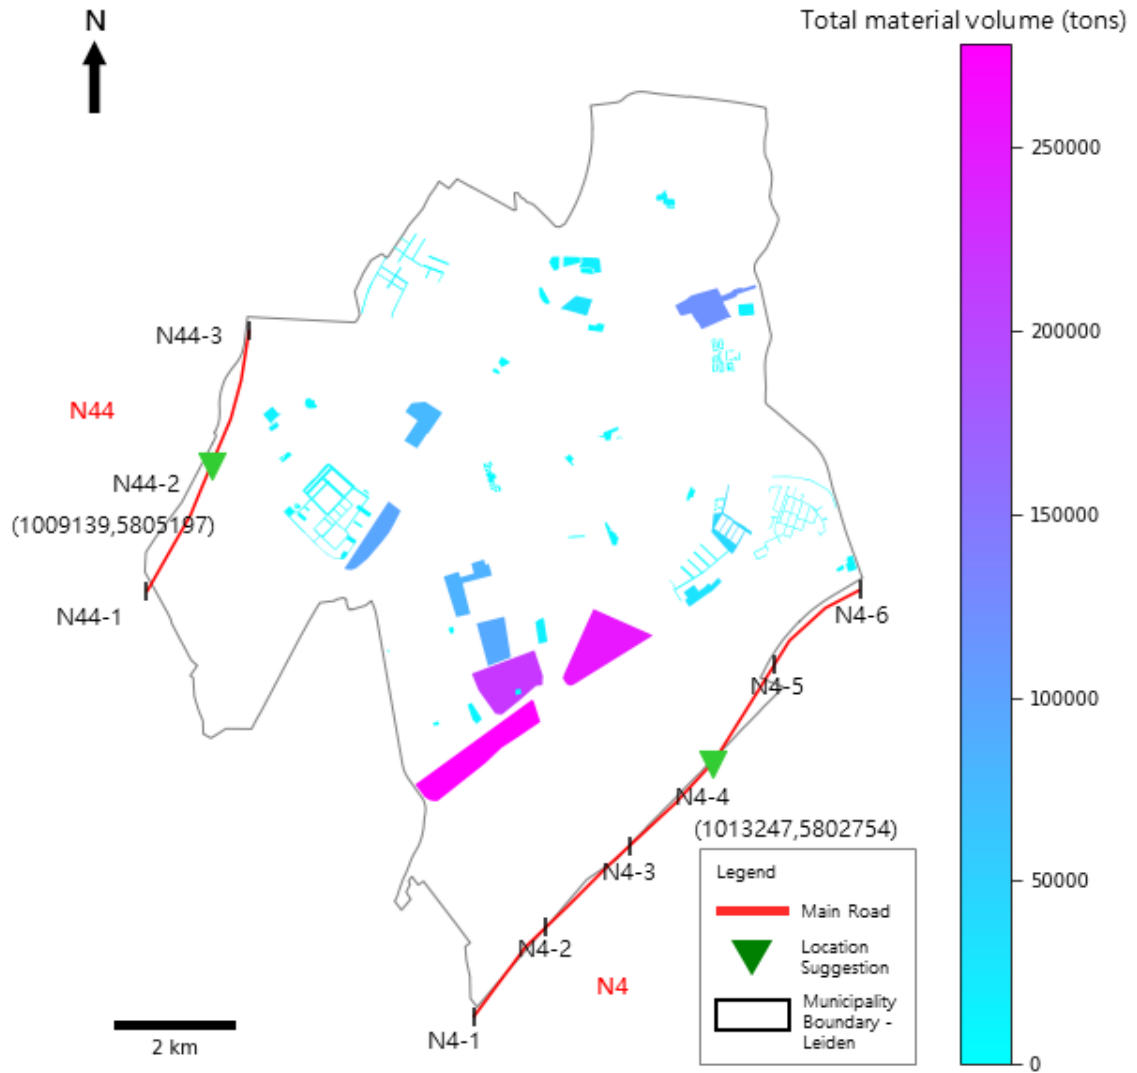 Total material volume (tons)
N
250000
200000
150000
100000
50000
0
N44-3
N44
N44-2
(1009139,5805197)
N44-1
N4-6
N4-5
N4-4
(1013247,5802754)
N4-3
N4-2
N4
N4-1
2 km
Legend
Main Road
Location
Suggestion
Municipality
Boundary -
Leiden